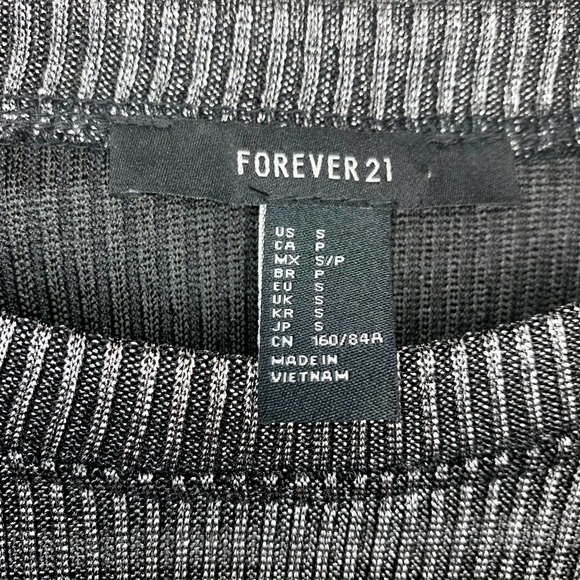 FOREVER 21
US S
CA P
MX S/P
BR P
EU S
UK S
KR S
JP S
CN 160/84A
MADE IN
VIETNAM